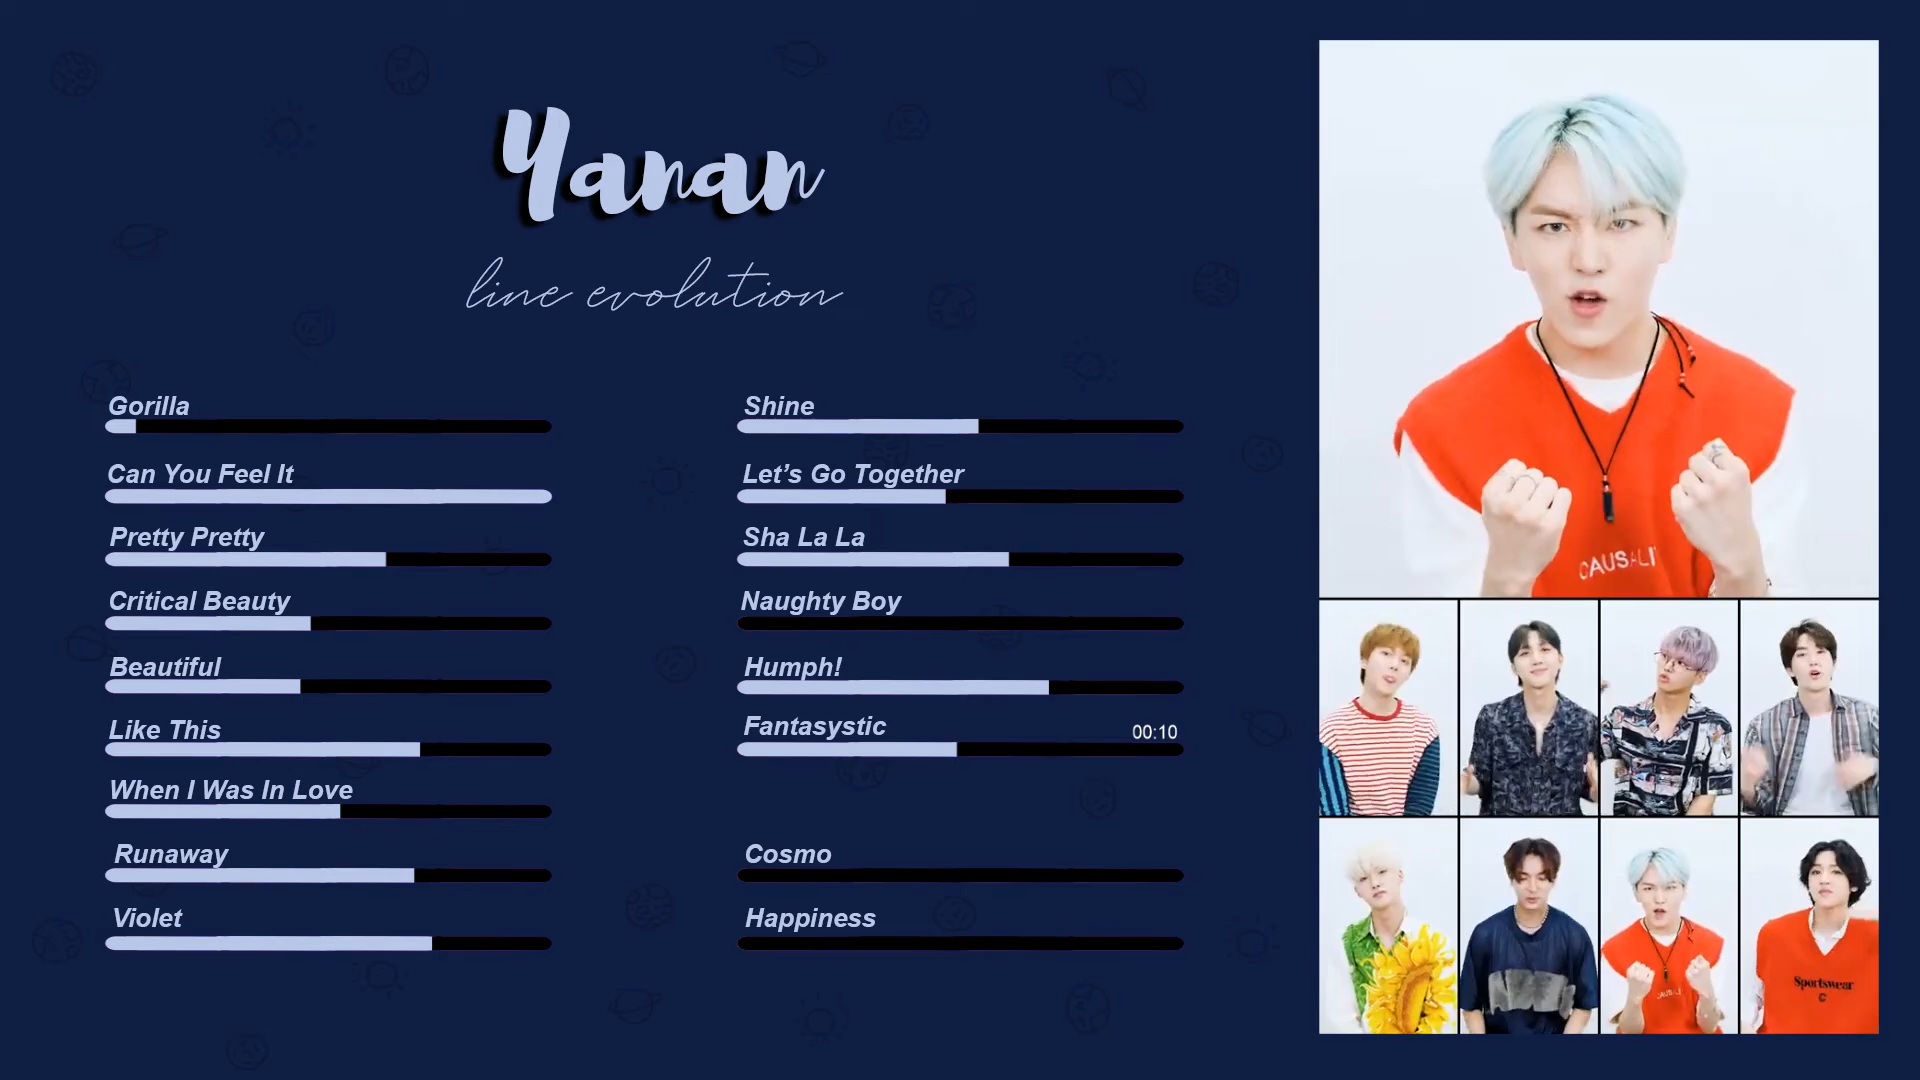 Yanan
line evolution
Gorilla
Can You Feel It
Pretty Pretty
Critical Beauty
Beautiful
Like This
When I Was In Love
Runaway
Violet
Shine
Let’s Go Together
Sha La La
Naughty Boy
Humph!
Fantasystic
00:10
Cosmo
Happiness
Sportswear